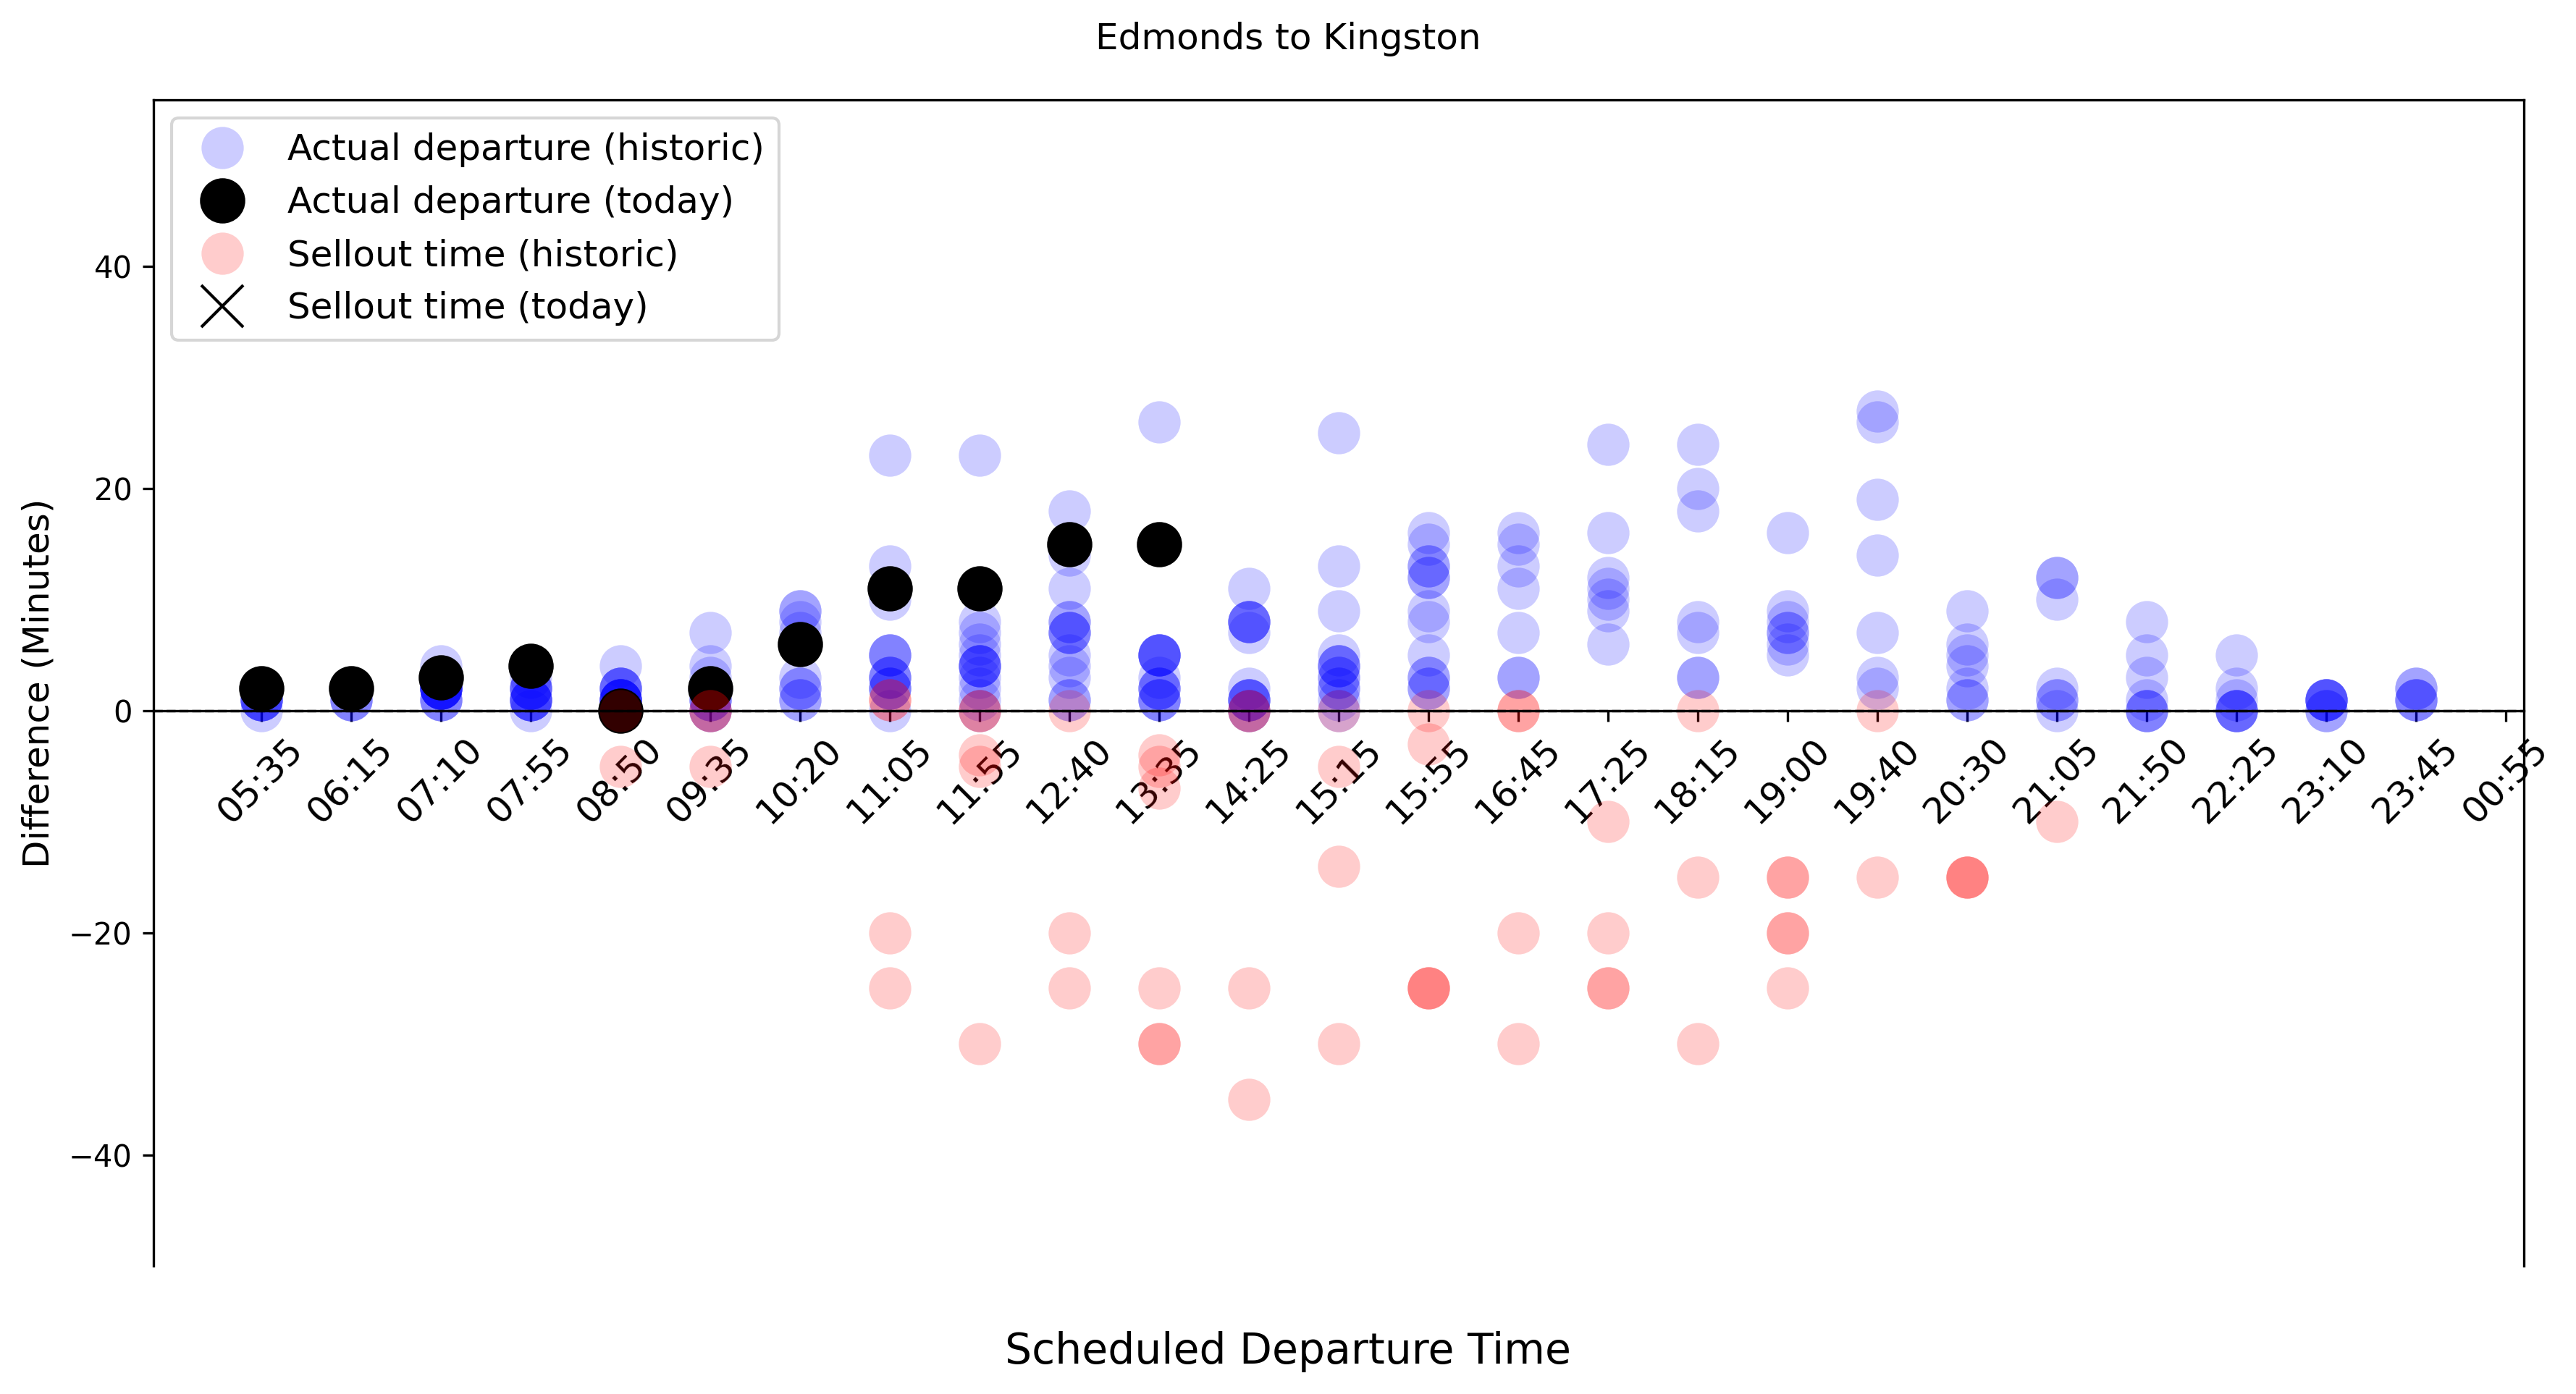 Edmonds to Kingston
Actual departure (historic)
Actual departure (today)
Sellout time (historic)
Sellout time (today)
Difference (Minutes)
40
20
0
−20
−40
05:35 06:15 07:10 07:55 08:50 09:35 10:20 11:05 11:55 12:40 13:35 14:25 15:15 15:55 16:45 17:25 18:15 19:00 19:40 20:30 21:05 21:50 22:25 23:10 23:45 00:55
Scheduled Departure Time